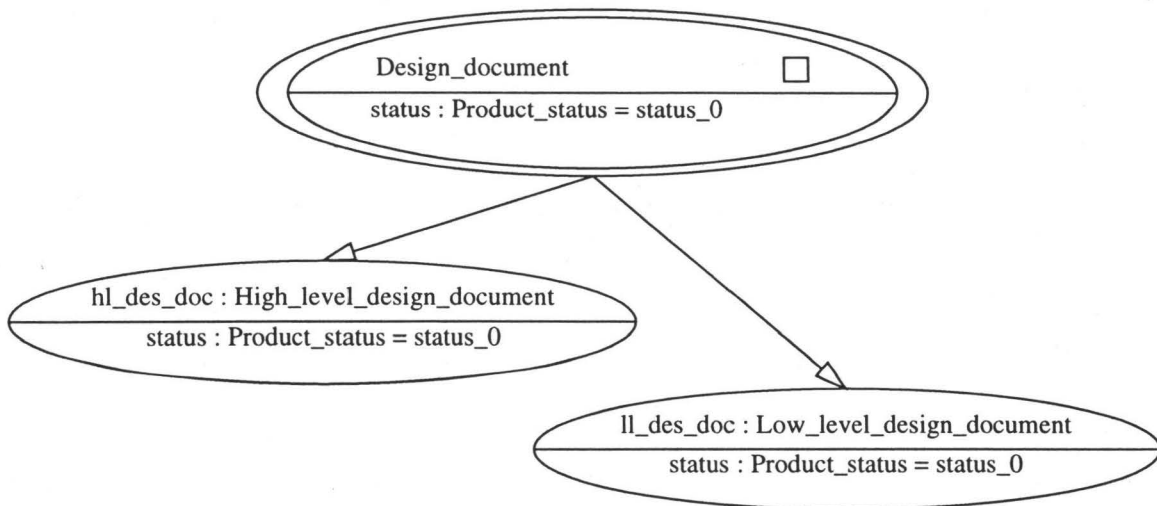 Design_document
status : Product_status = status_0
hl_des_doc : High_level_design_document
status : Product_status = status_0
ll_des_doc : Low_level_design_document
status : Product_status = status_0